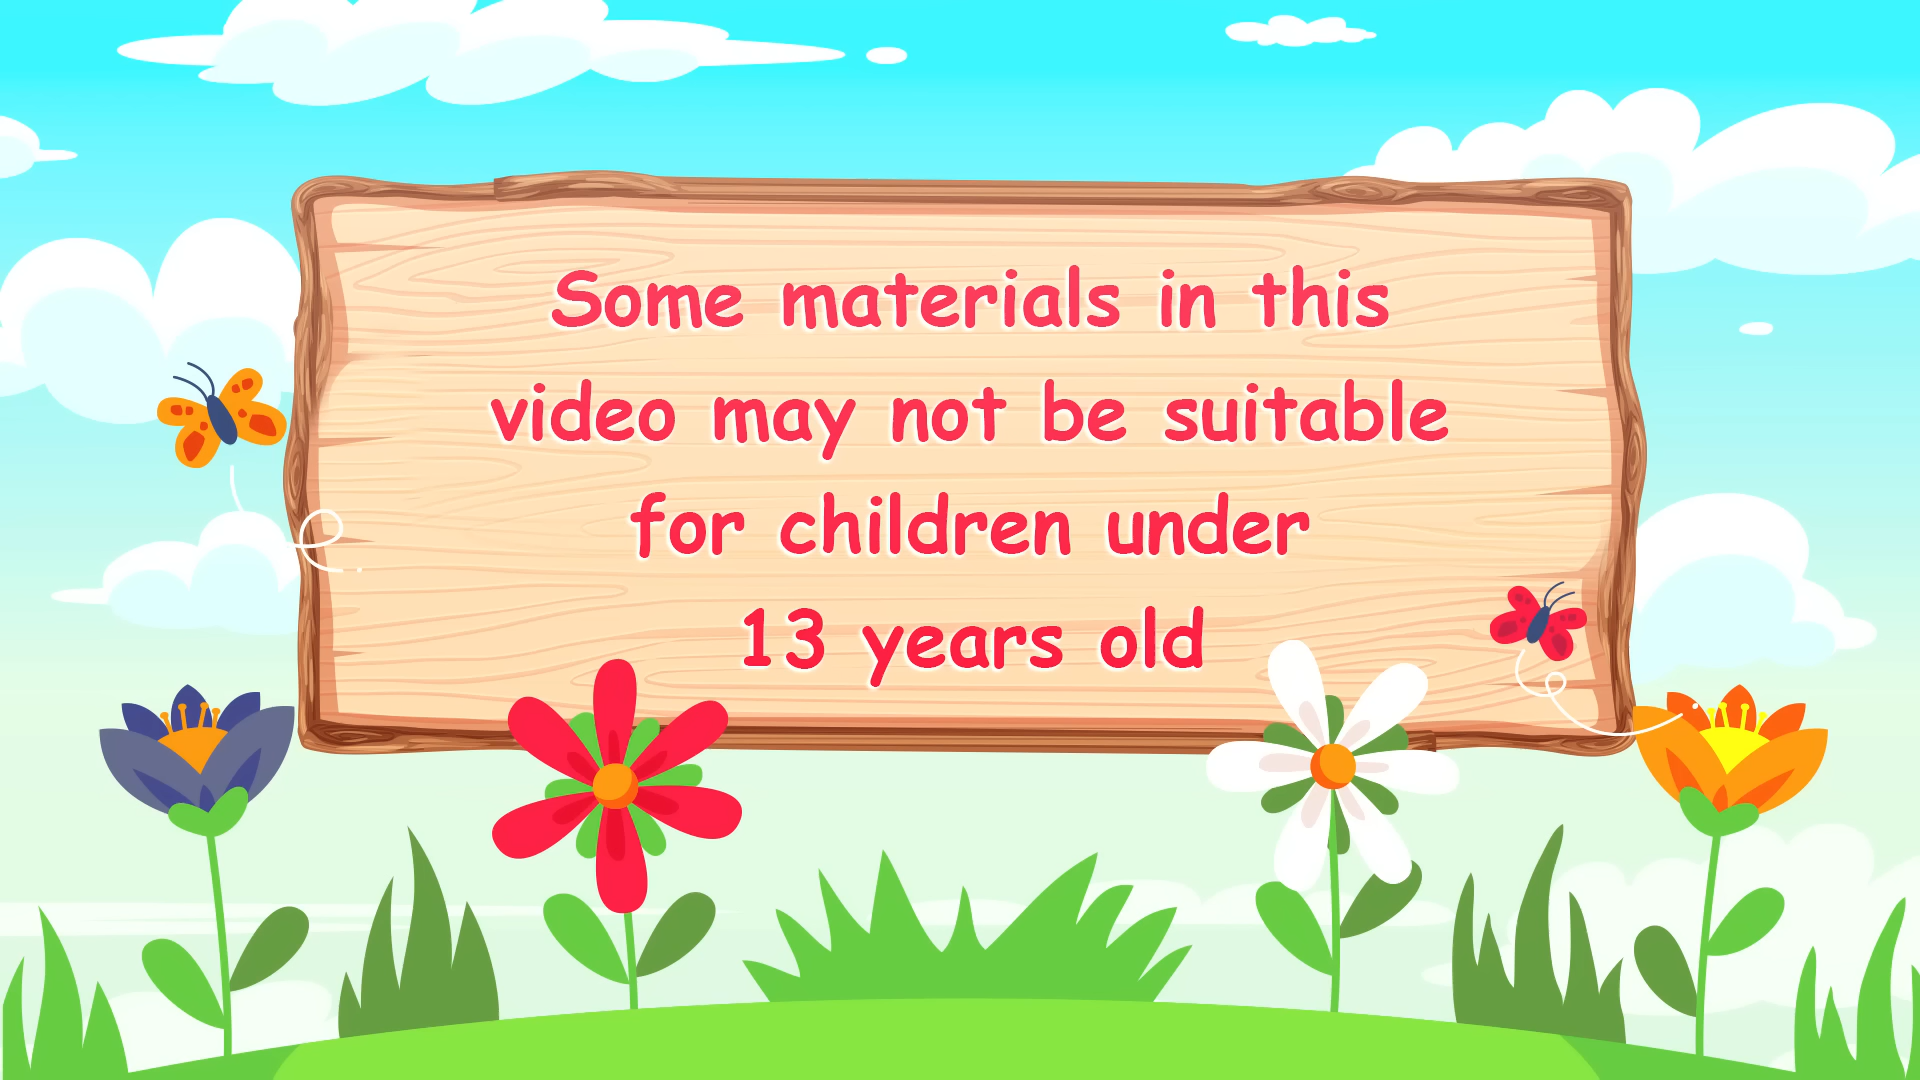 Some materials in this
video may not be suitable
for children under
13 years old